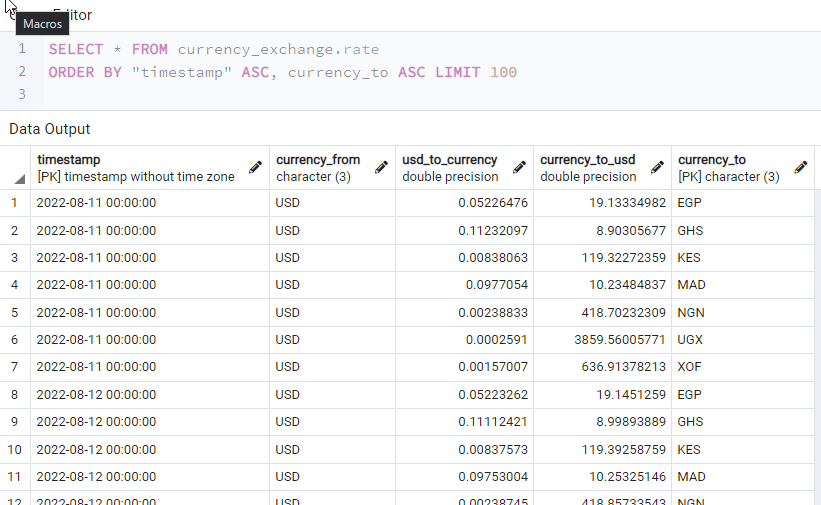 Editor
Macros
1 SELECT * FROM currency_exchange.rate
2 ORDER BY "timestamp" ASC, currency_to ASC LIMIT 100
3
Data Output
timestamp currency_from usd_to_currency currency_to_usd currency_to
[PK] timestamp without time zone character (3) double precision double precision [PK] character (3)
1 2022-08-11 00:00:00 USD 0.05226476 19.13334982 EGP
2 2022-08-11 00:00:00 USD 0.11232097 8.90305677 GHS
3 2022-08-11 00:00:00 USD 0.00838063 119.32272359 KES
4 2022-08-11 00:00:00 USD 0.0977054 10.23484837 MAD
5 2022-08-11 00:00:00 USD 0.00238833 418.70232309 NGN
6 2022-08-11 00:00:00 USD 0.0002591 3859.56005771 UGX
7 2022-08-11 00:00:00 USD 0.00157007 636.91378213 XOF
8 2022-08-12 00:00:00 USD 0.05223262 19.1451259 EGP
9 2022-08-12 00:00:00 USD 0.11112421 8.99893889 GHS
10 2022-08-12 00:00:00 USD 0.00837573 119.39258759 KES
11 2022-08-12 00:00:00 USD 0.09753004 10.25325146 MAD
12 2022-08-12 00:00:00 USD 0.00238745 418.85733543 NGN